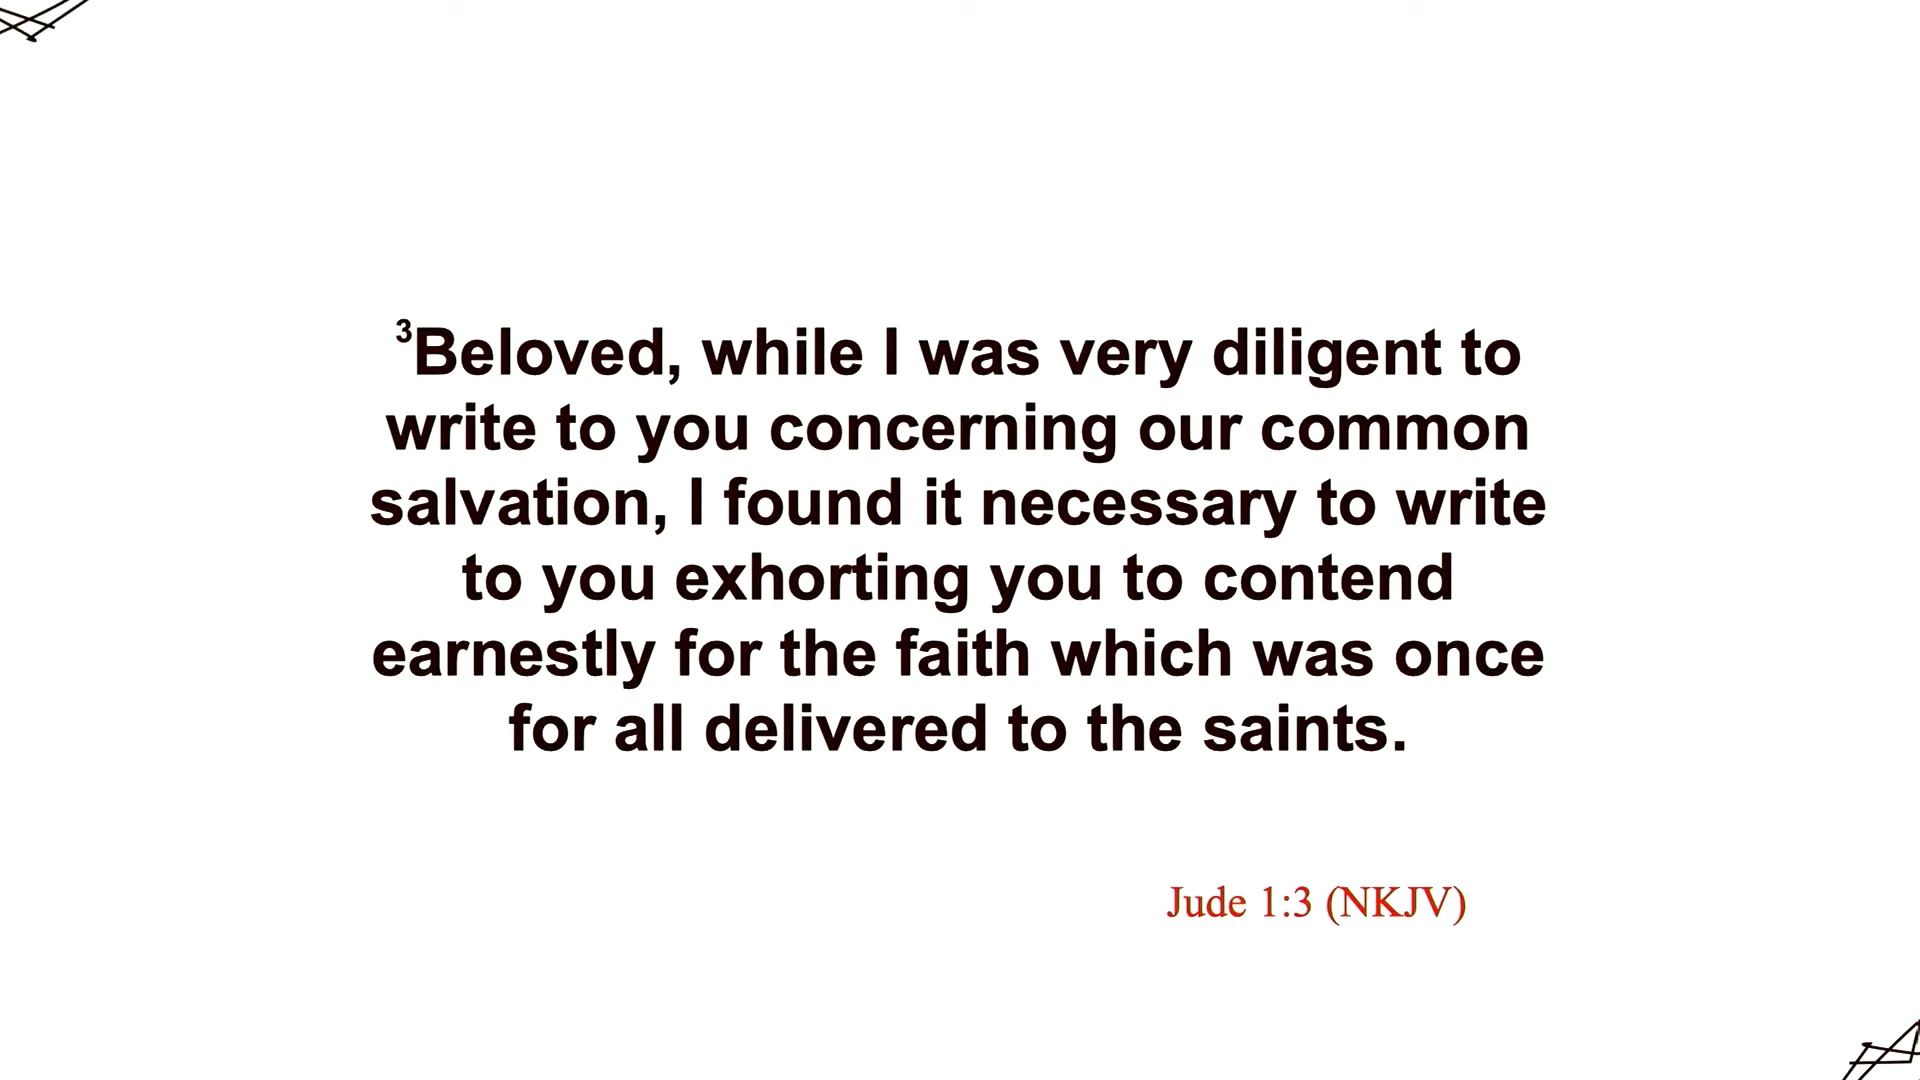 ³Beloved, while I was very diligent to
write to you concerning our common
salvation, I found it necessary to write
to you exhorting you to contend
earnestly for the faith which was once
for all delivered to the saints.
Jude 1:3 (NKJV)